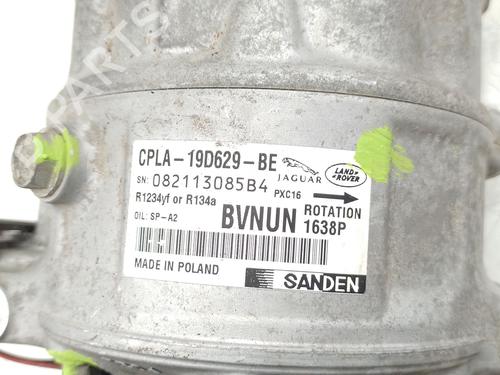 CPLA-19D629-BE
JAGUAR
LAND ROVER
SN: 082113085B4
PXC16
R1234yf or R134a
OIL: SP-A2
BVNUN
ROTATION
1638P
MADE IN POLAND
SANDEN